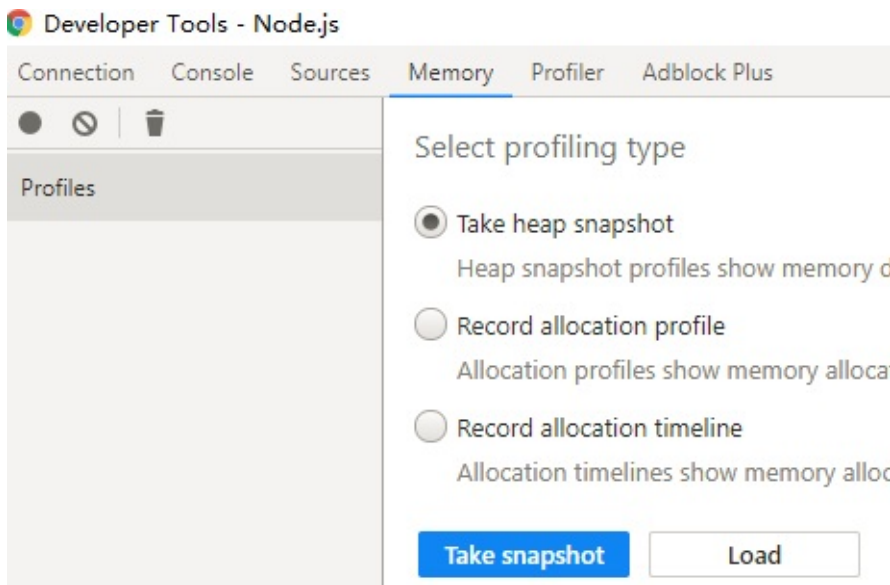 Developer Tools - Node.js
Connection Console Sources Memory Profiler Adblock Plus
Select profiling type
Profiles
Take heap snapshot
Heap snapshot profiles show memory
Record allocation profile
Allocation profiles show memory
Record allocation timeline
Allocation timelines show memory
Take snapshot Load